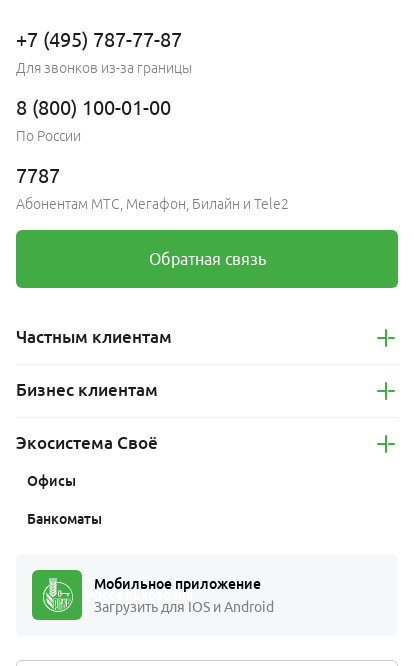 +7 (495) 787-77-87
Для звонков из-за границы
8 (800) 100-01-00
По России
7787
Абонентам МТС, Мегафон, Билайн и Tele2
Обратная связь
Частным клиентам
Бизнес клиентам
Экосистема Своё
Офисы
Банкоматы
Мобильное приложение
Загрузить для IOS и Android